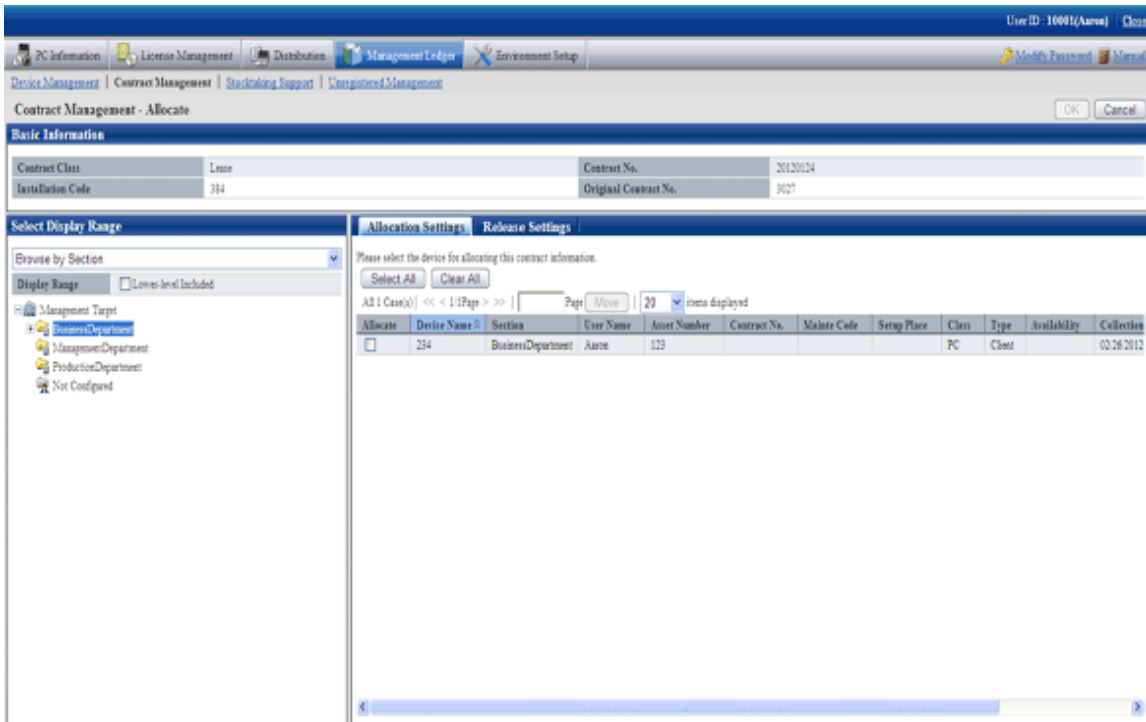 User ID : 10001(Aaron) Close
PC Information License Management Distribution Management Ledger Environment Setup Modify Password Manual
Device Management | Contract Management | Stocktaking Support | Unregistered Management
Contract Management - Allocate OK Cancel
Basic Information
Contract Class Lease Contract No. 20120124
Installation Code 384 Original Contract No. 3027
Select Display Range
Browse by Section
Display Range Lower-level Included
Management Target
BusinessDepartment
ManagementDepartment
ProductionDepartment
Not Configured
Allocation Settings Release Settings
Please select the device for allocating this contract information.
Select All Clear All
All 1 Case(s) | << < 1/1Page > >> | Page Move | 20 items displayed
Allocate Device Name Section User Name Asset Number Contract No. Mainte Code Setup Place Class Type Availability Collection
234 BusinessDepartment Aaron 123 PC Client 02/28/2012